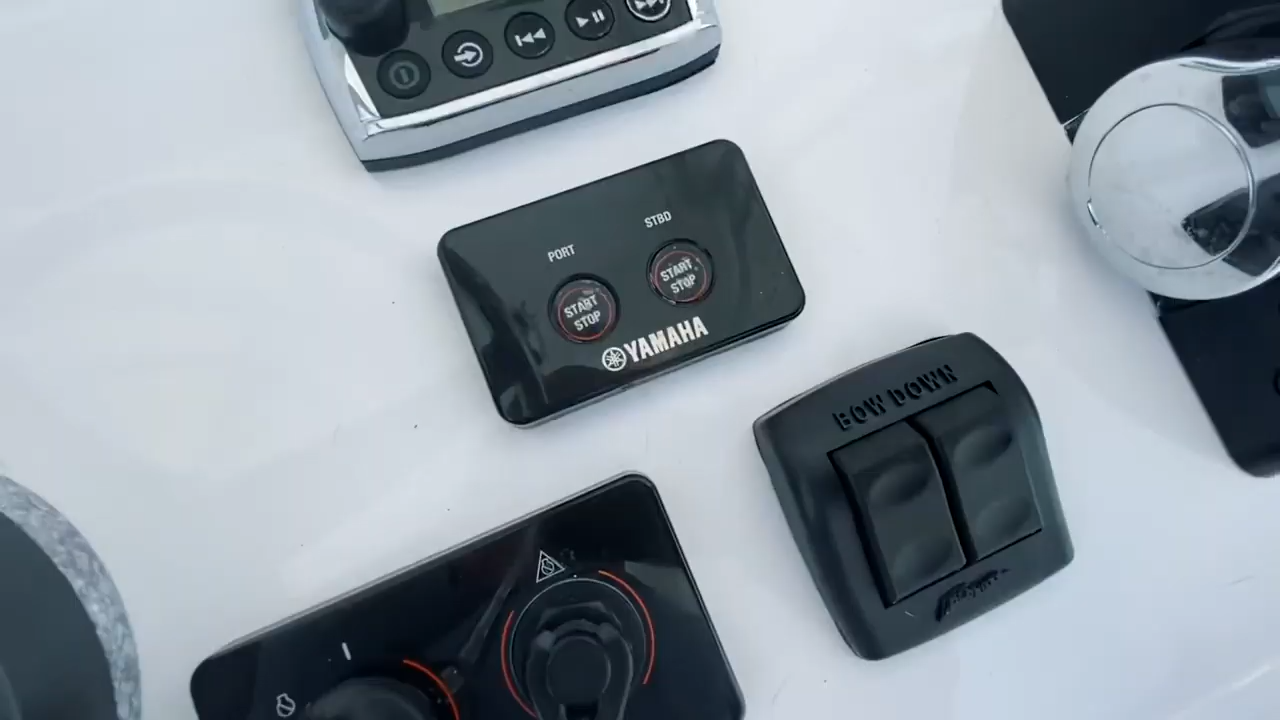 STBD
PORT
START
STOP
START
STOP
YAMAHA
BOW DOWN